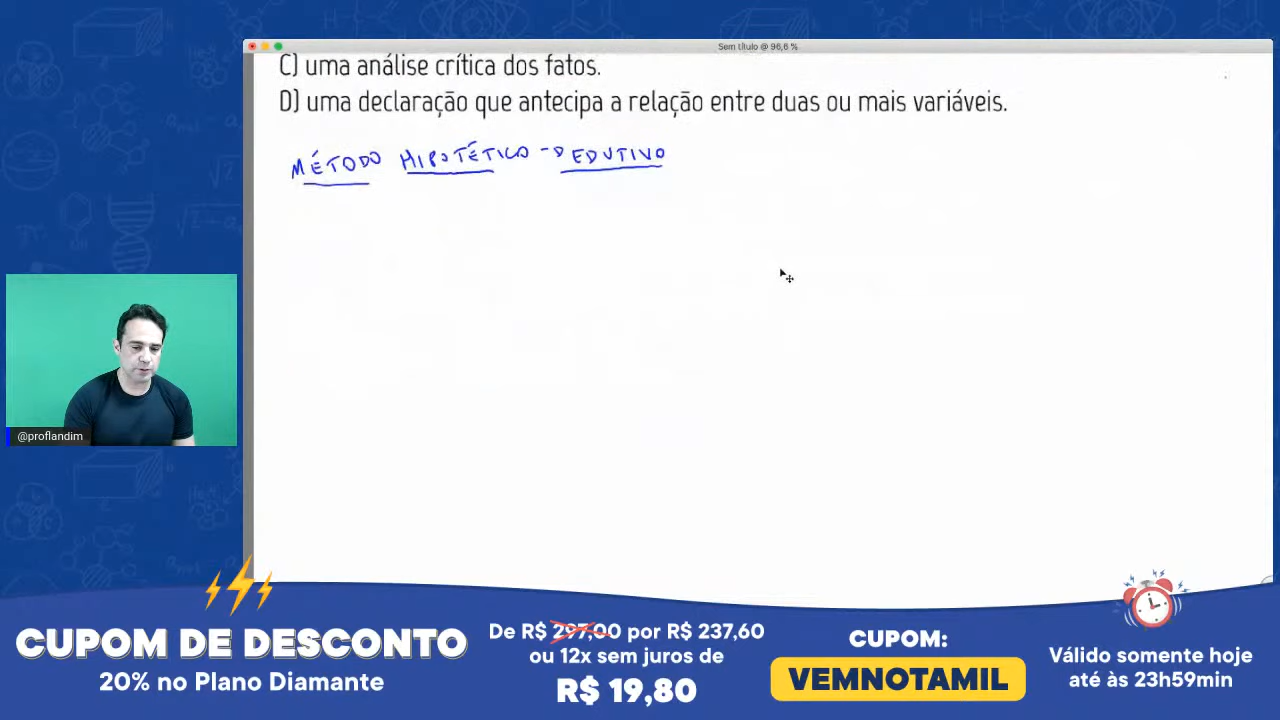 Sem título @ 96,6 %
C) uma análise crítica dos fatos.
D) uma declaração que antecipa a relação entre duas ou mais variáveis.
MÉTODO HIPOTÉTICO-DEDUTIVO
@proflandim
CUPOM DE DESCONTO
20% no Plano Diamante
De R$ 297,00 por R$ 237,60
ou 12x sem juros de
R$ 19,80
CUPOM:
VEMNOTAMIL
Válido somente hoje
até às 23h59min